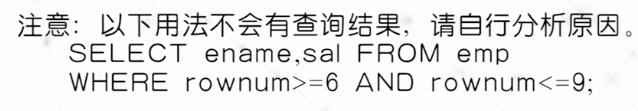 注意：以下用法不会有查询结果，请自行分析原因。
SELECT ename,sal FROM emp
WHERE rownum>=6 AND rownum<=9;